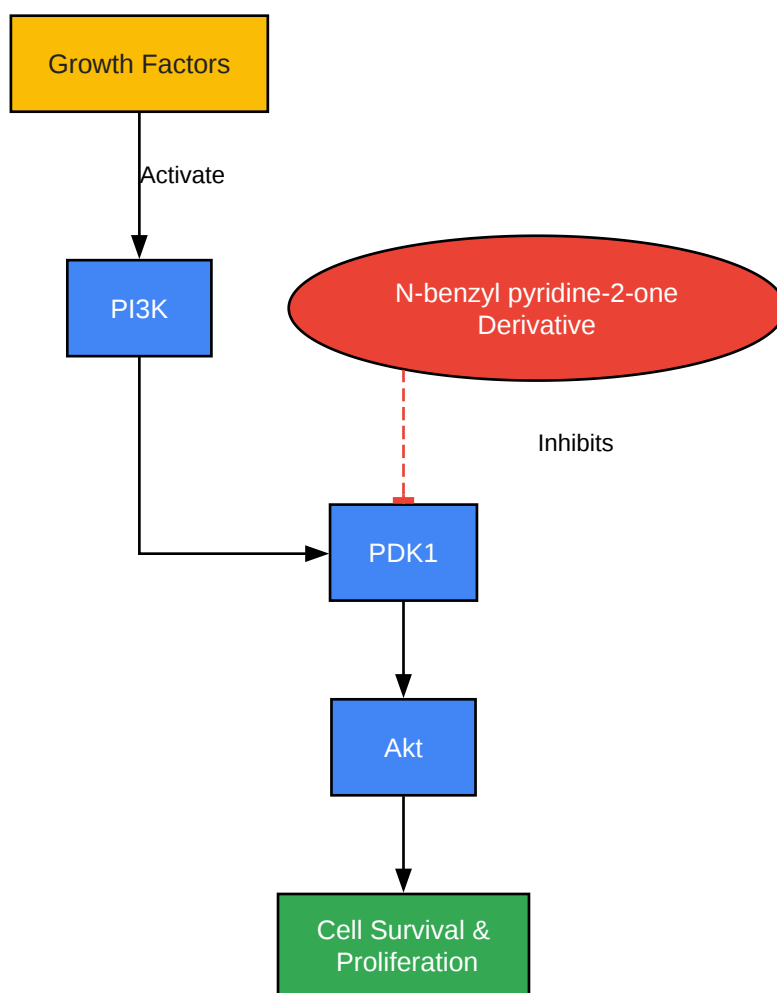 Growth Factors
Activate
PI3K
N-benzyl pyridine-2-one
Derivative
Inhibits
PDK1
Akt
Cell Survival &
Proliferation